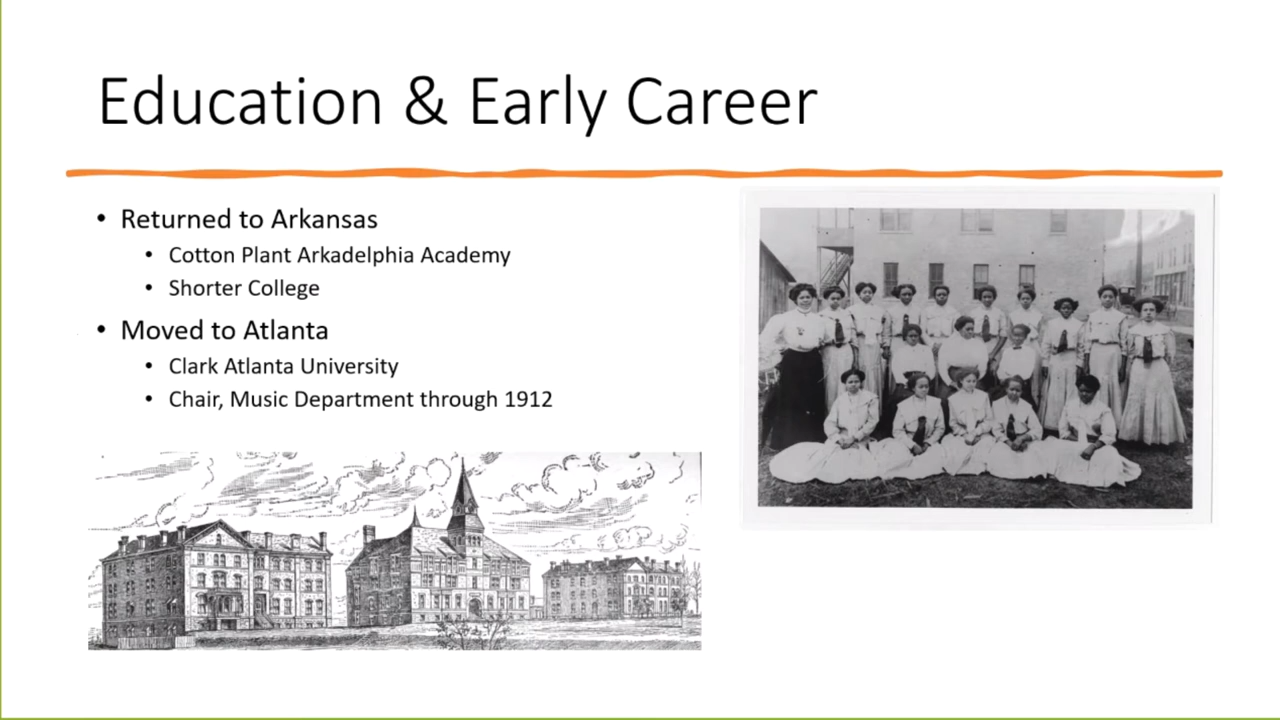 Education & Early Career
• Returned to Arkansas
• Cotton Plant Arkadelphia Academy
• Shorter College
• Moved to Atlanta
• Clark Atlanta University
• Chair, Music Department through 1912